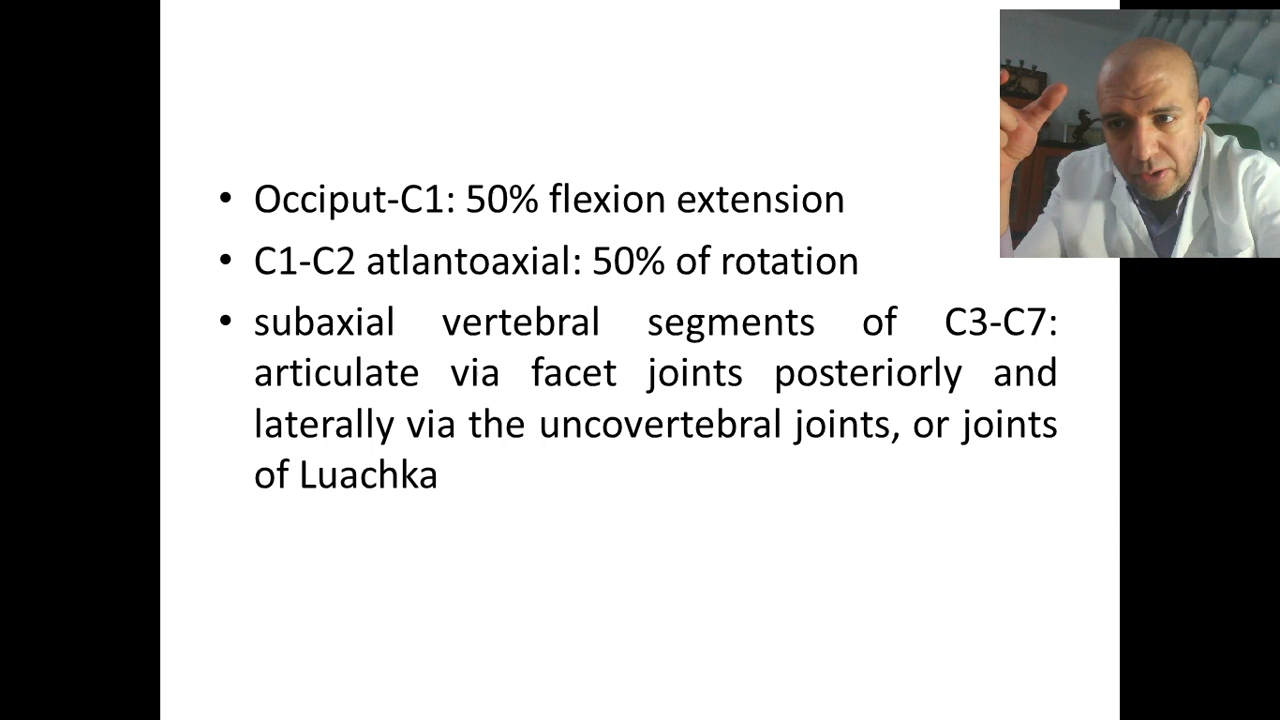 • Occiput-C1: 50% flexion extension
• C1-C2 atlantoaxial: 50% of rotation
• subaxial vertebral segments of C3-C7:
articulate via facet joints posteriorly and
laterally via the uncovertebral joints, or joints
of Luachka